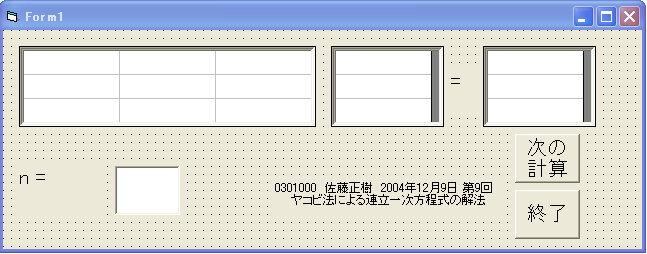 Form1
=
次の
計算
n =
0301000 佐藤正樹 2004年12月9日 第9回
ヤコビ法による連立一次方程式の解法
終了